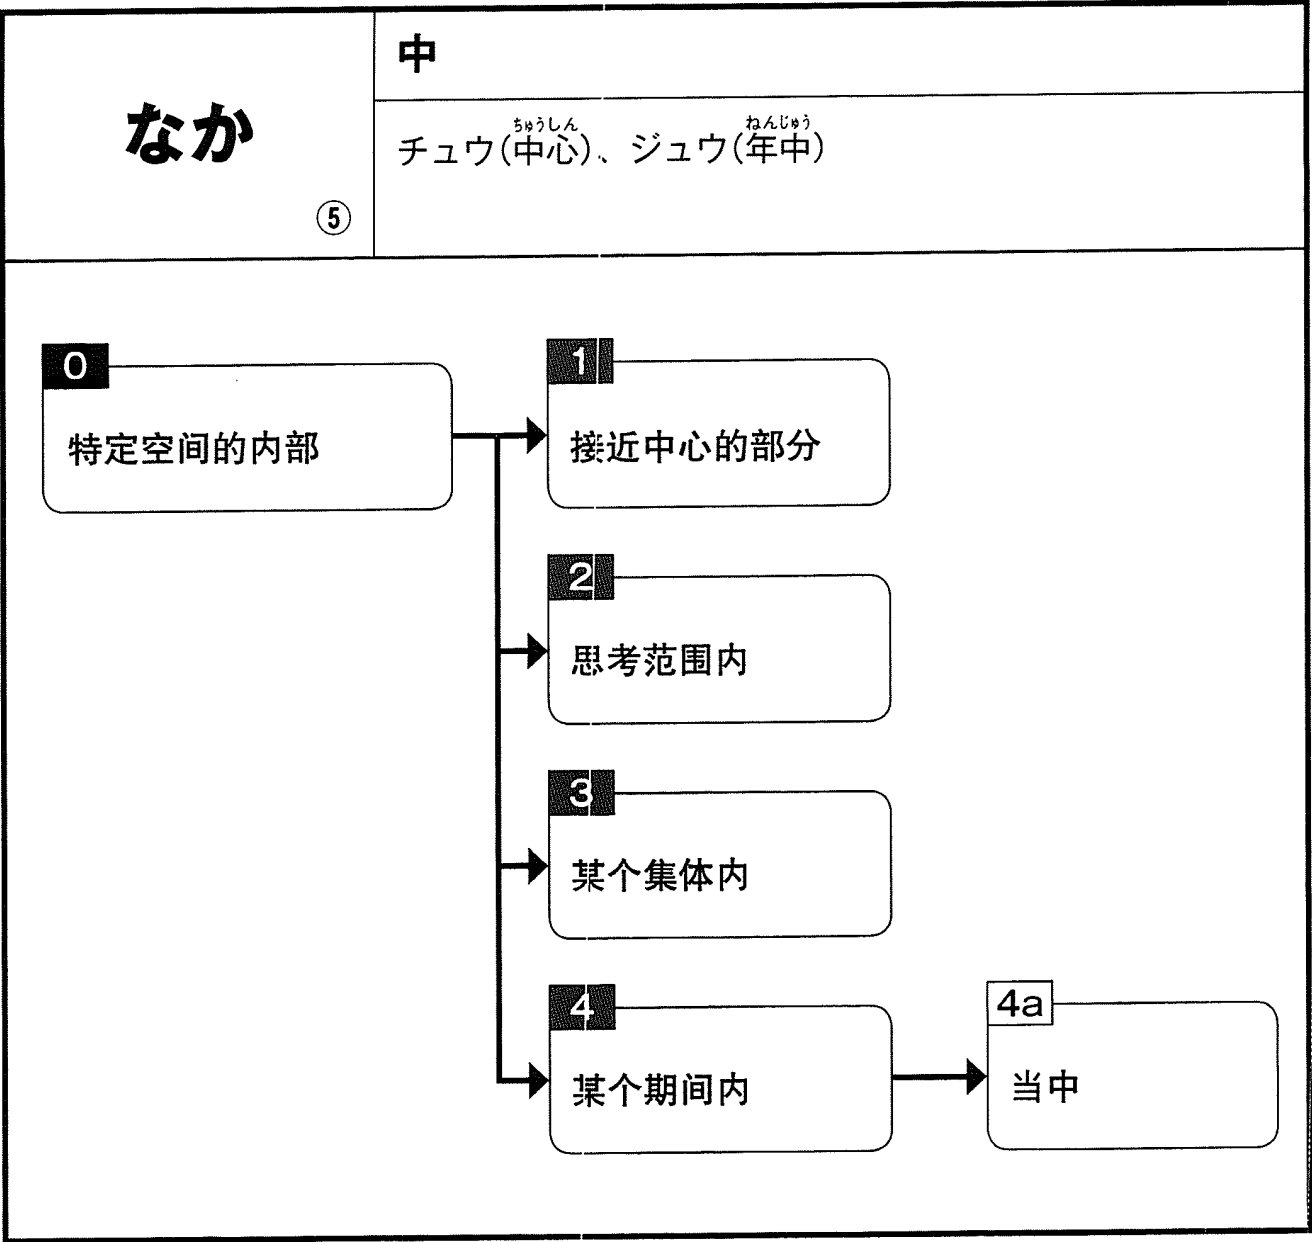 なか
⑤
中
チュウ(中心)、ジュウ(年中)
ちゅうしん ねんじゅう
0
特定空间的内部
1
接近中心的部分
2
思考范围内
3
某个集体内
4
某个期间内
4a
当中